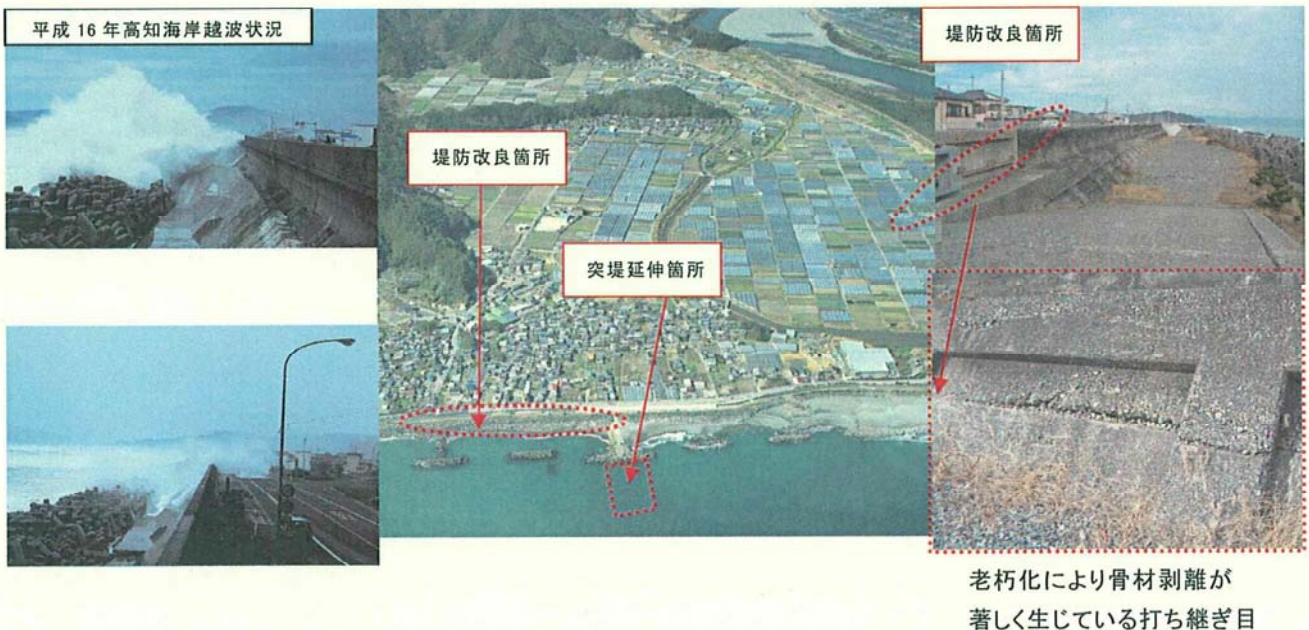 平成 16 年高知海岸越波状況
堤防改良箇所
突堤延伸箇所
堤防改良箇所
老朽化により骨材剥離が
著しく生じている打ち継ぎ目